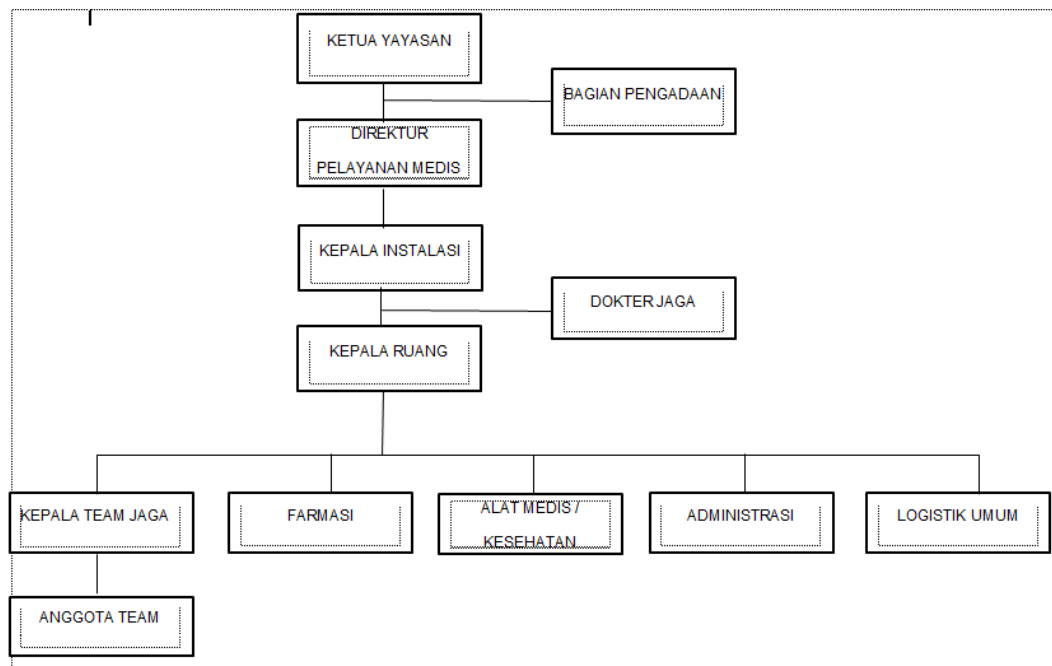 KETUA YAYASAN
BAGIAN PENGADAAN
DIREKTUR
PELAYANAN MEDIS
KEPALA INSTALASI
DOKTER JAGA
KEPALA RUANG
KEPALA TEAM JAGA
FARMASI
ALAT MEDIS /
KESEHATAN
ADMINISTRASI
LOGISTIK UMUM
ANGGOTA TEAM